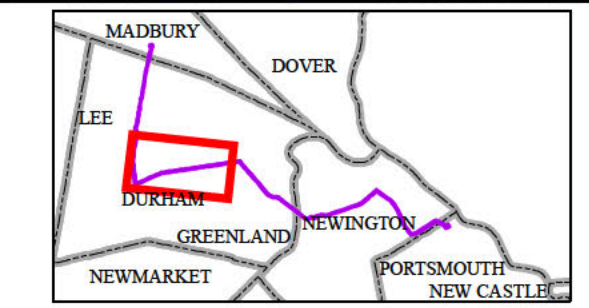 MADBURY
DOVER
LEE
DURHAM
GREENLAND
NEWINGTON
NEWMARKET
PORTSMOUTH
NEW CASTLE